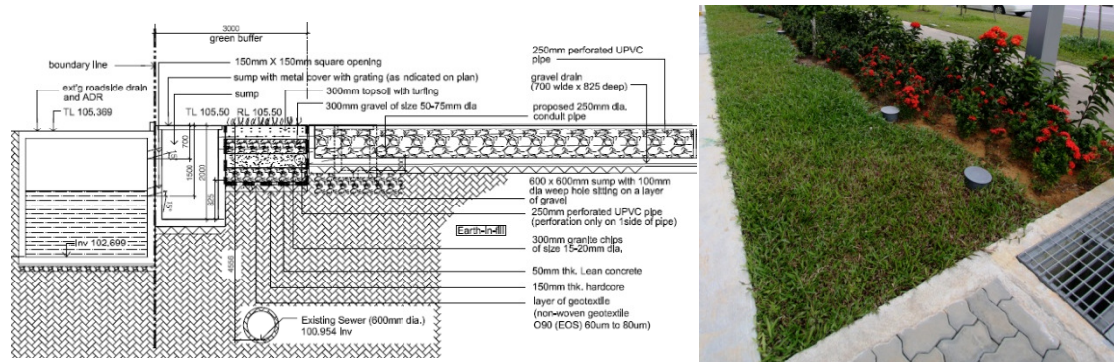 3000
green buffer
boundary line
150mm X 150mm square opening
sump with metal cover with grating (as indicated on plan)
sump
300mm topsoil with turfing
300mm gravel of size 50-75mm dia
ext'g roadside drain
and ADR
TL 105.369
TL 105.50
RL 105.50
250mm perforated UPVC
pipe
gravel drain
(700 wide x 825 deep)
proposed 250mm dia.
conduit pipe
700
1500
2000
525
15°
15°
Inv 102.699
4556
600 x 600mm sump with 100mm
dia weep hole sitting on a layer
of gravel
250mm perforated UPVC pipe
(perforation only on 1side of pipe)
Earth-in-fill
300mm granite chips
of size 15-20mm dia,
50mm thk. Lean concrete
150mm thk. hardcore
layer of geotextile
(non-woven geotextile
O90 (EOS) 60um to 80um)
Existing Sewer (600mm dia.)
100.954 Inv